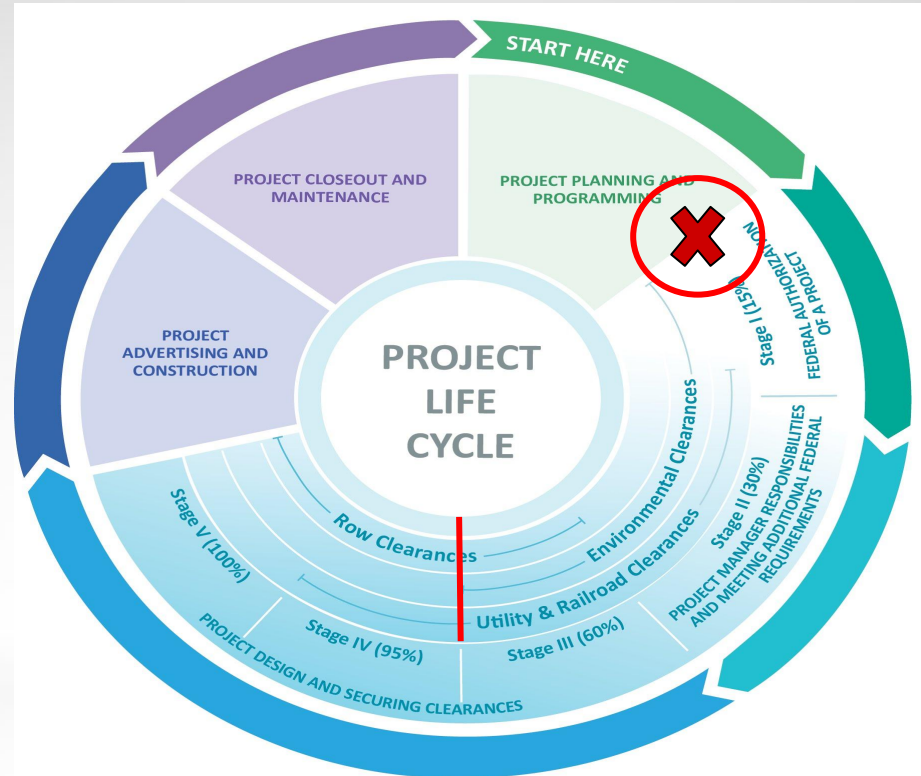 START HERE
PROJECT PLANNING AND
PROGRAMMING
FEDERAL AUTHORIZATION
OF A PROJECT
Stage I (15%)
PROJECT MANAGER RESPONSIBILITIES
AND MEETING ADDITIONAL FEDERAL
REQUIREMENTS
Stage II (30%)
Environmental Clearances
Utility & Railroad Clearances
Row Clearances
Stage III (60%)
Stage IV (95%)
Stage V (100%)
PROJECT DESIGN AND SECURING CLEARANCES
PROJECT
ADVERTISING AND
CONSTRUCTION
PROJECT CLOSEOUT AND
MAINTENANCE
PROJECT
LIFE
CYCLE